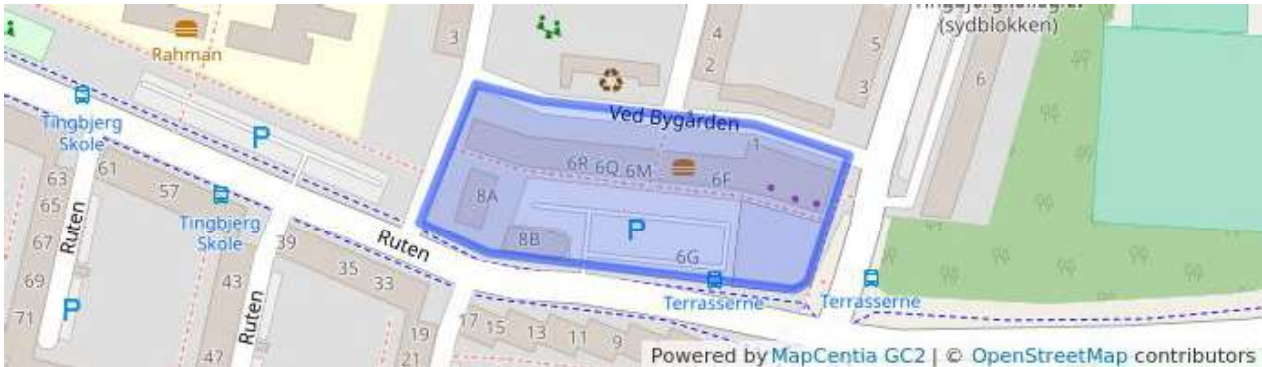 (sydblokken)
3
4
2
5
3
6
Rahman
Tingbjerg
Skole
P
Ved Bygården
1
6R 6Q 6M
6F
8A
8B
P
6G
63
61
57
65
67
69
71
Ruten
P
Tingbjerg
Skole
39
35
33
43
47
Ruten
Ruten
19
21
17
15
13
11
9
Terrasserne
Terrasserne
Powered by MapCentia GC2 | © OpenStreetMap contributors